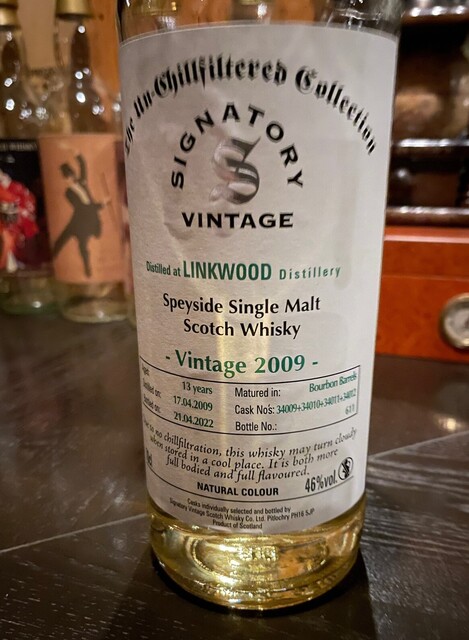 The Un-Chillfiltered Collection
SIGNATORY
S
VINTAGE
Distilled at LINKWOOD Distillery
Speyside Single Malt
Scotch Whisky
- Vintage 2009 -
13 years Matured in: Bourbon Barrels
17.04.2009 Cask No's: 34009+34010+34011+34012
21.04.2022 Bottle No.:
no chillfiltration, this whisky may turn cloudy
when stored in a cool place. It is both more
full bodied and full flavoured.
NATURAL COLOUR 46%vol. S
Casks individually selected and bottled by
Signatory Vintage Scotch Whisky Co. Ltd. Pitlochry PH16 5JP
Product of Scotland